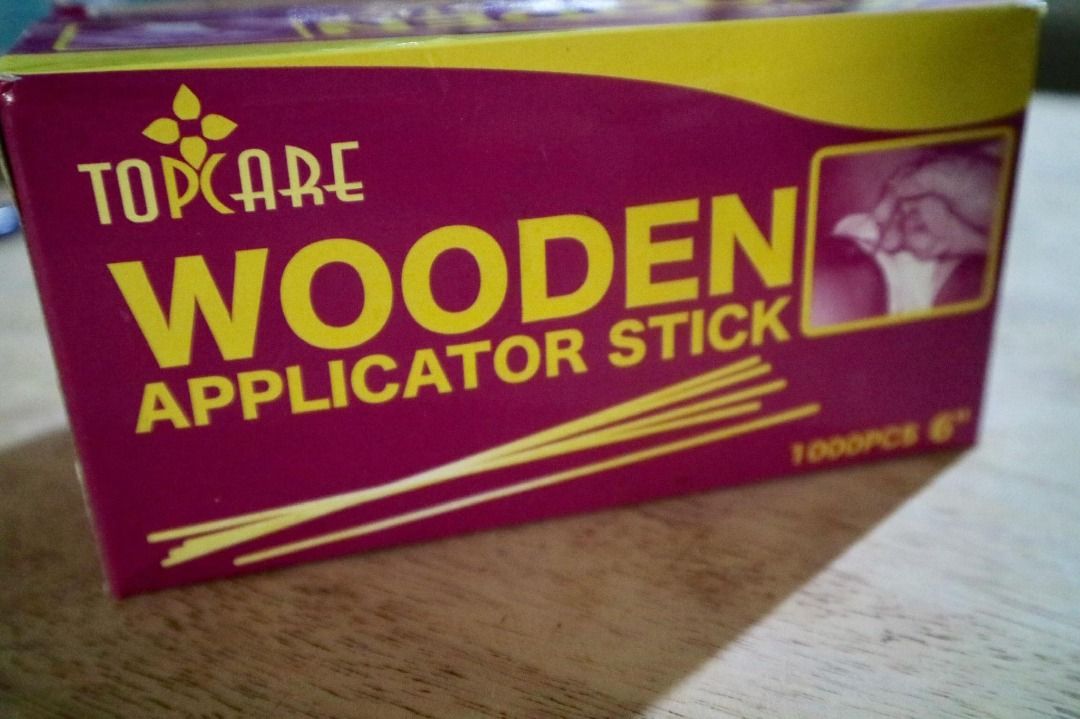 TOPCARE
WOODEN
APPLICATOR STICK
1000PCS 6"